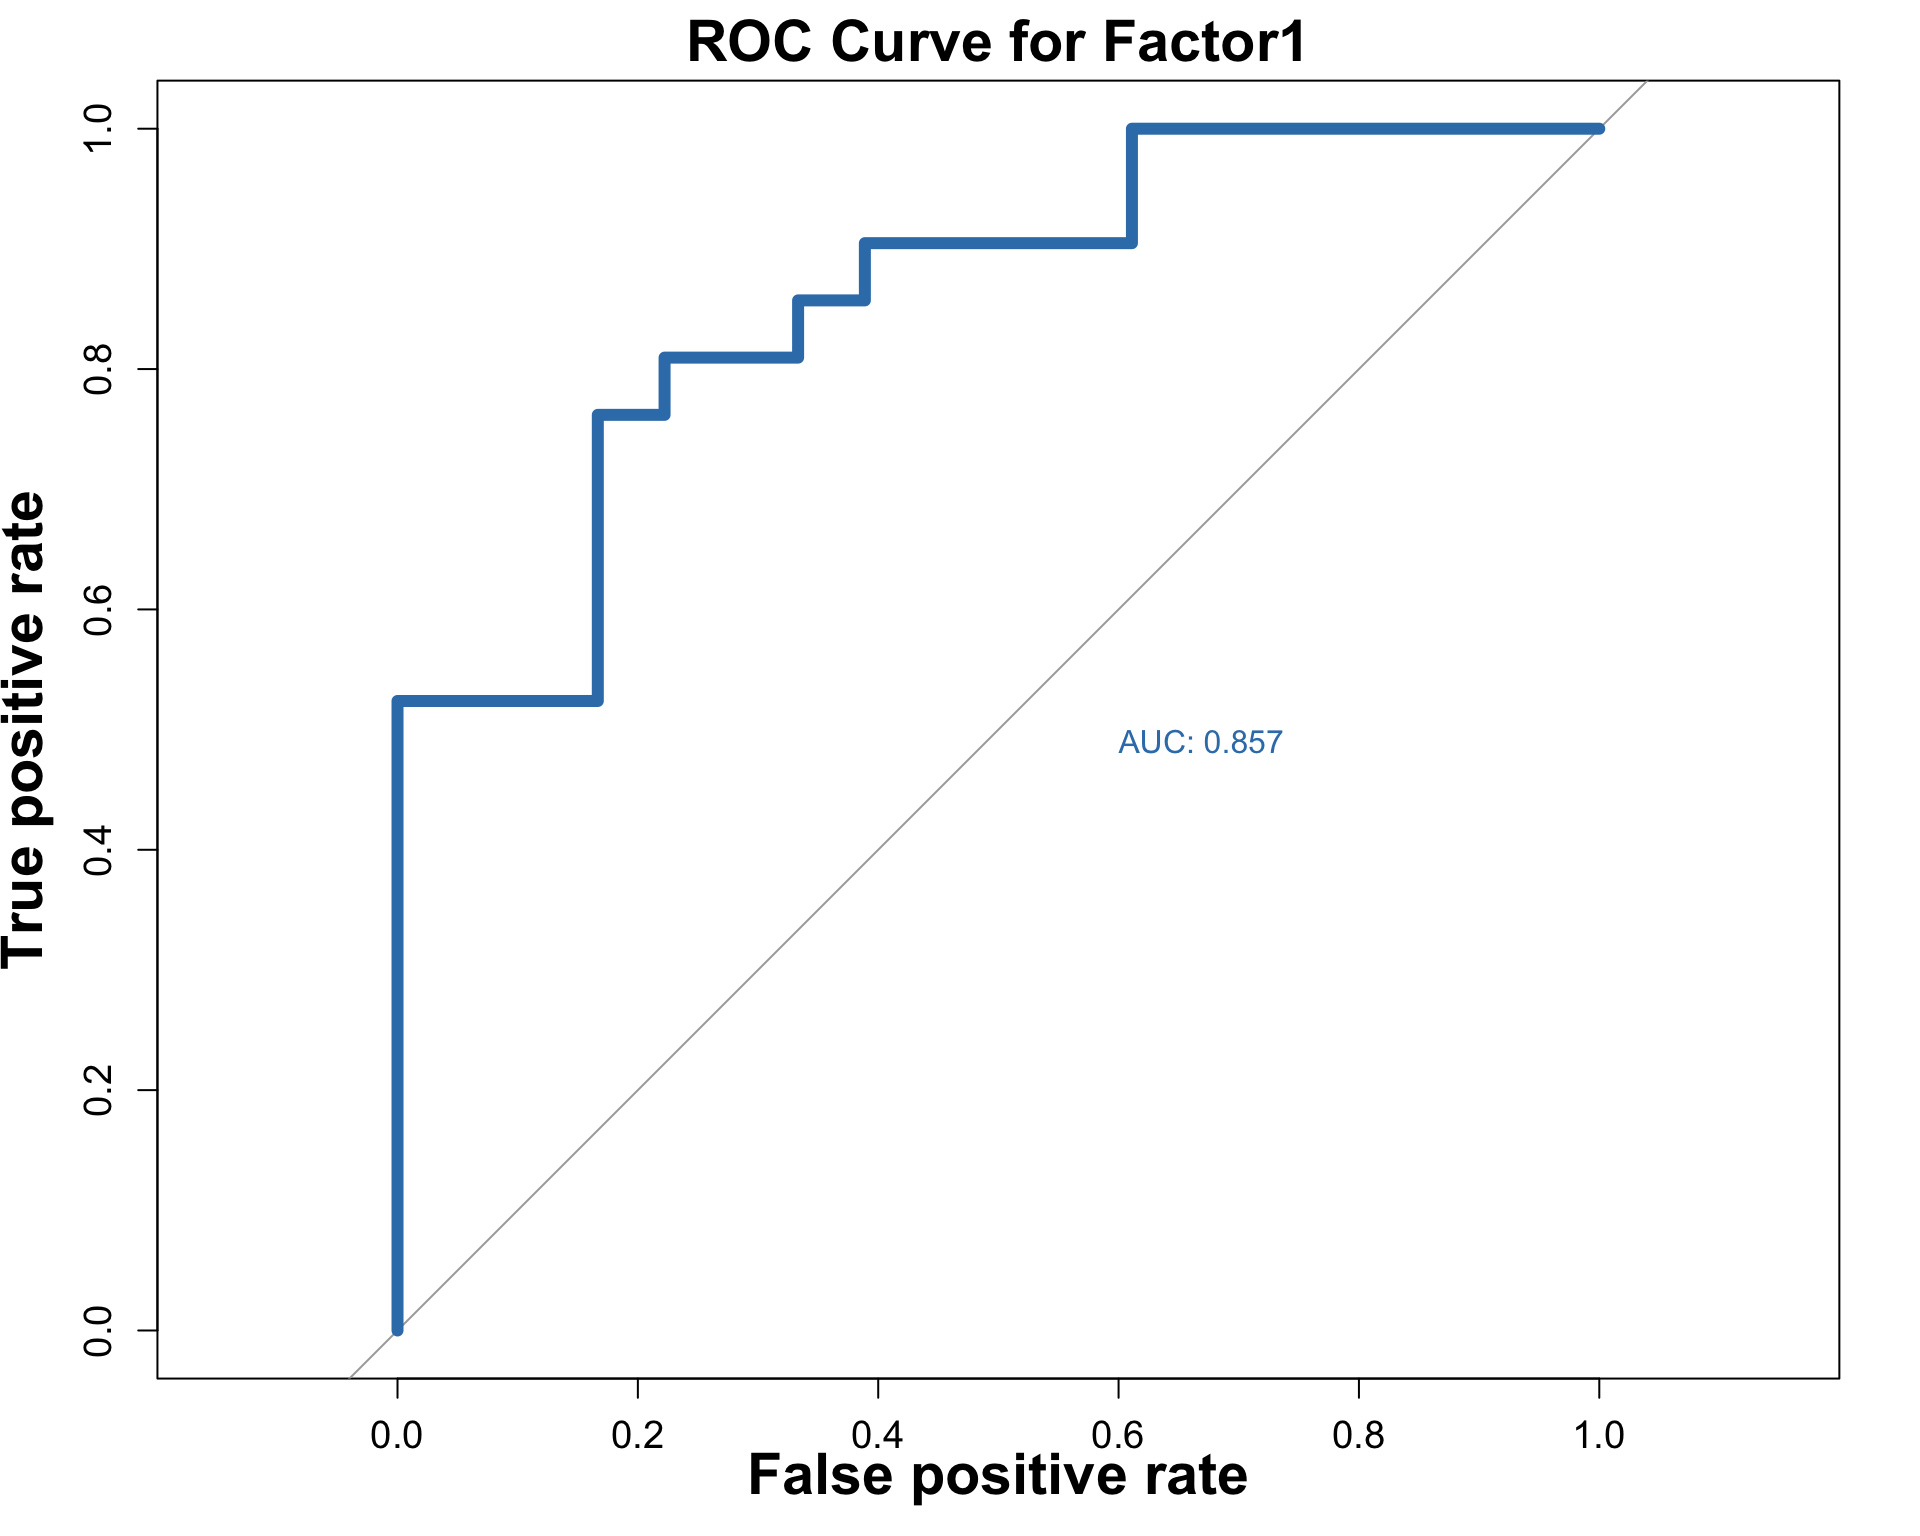 ROC Curve for Factor1
True positive rate
1.0
0.8
0.6
0.4
0.2
0.0
AUC: 0.857
0.0 0.2 0.4 0.6 0.8 1.0
False positive rate